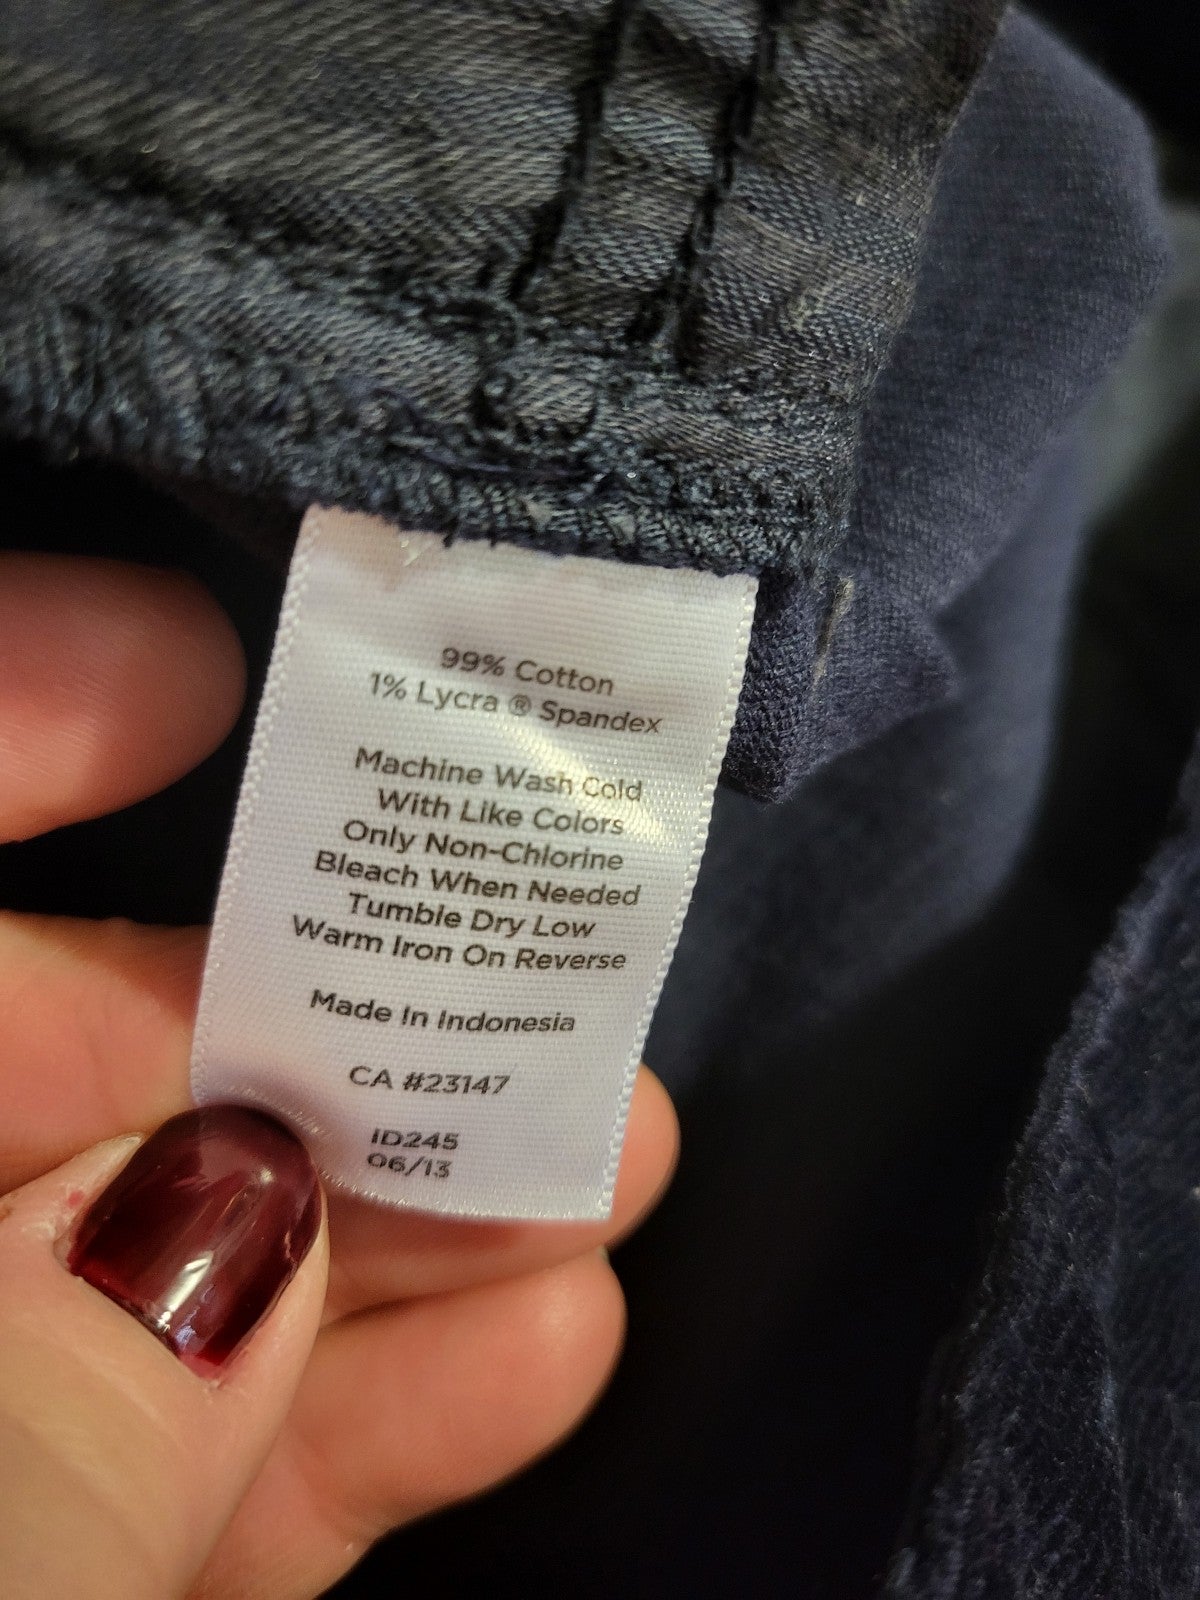 99% Cotton
1% Lycra ® Spandex
Machine Wash Cold
With Like Colors
Only Non-Chlorine
Bleach When Needed
Tumble Dry Low
Warm Iron On Reverse
Made In Indonesia
CA #23147
ID245
06/13